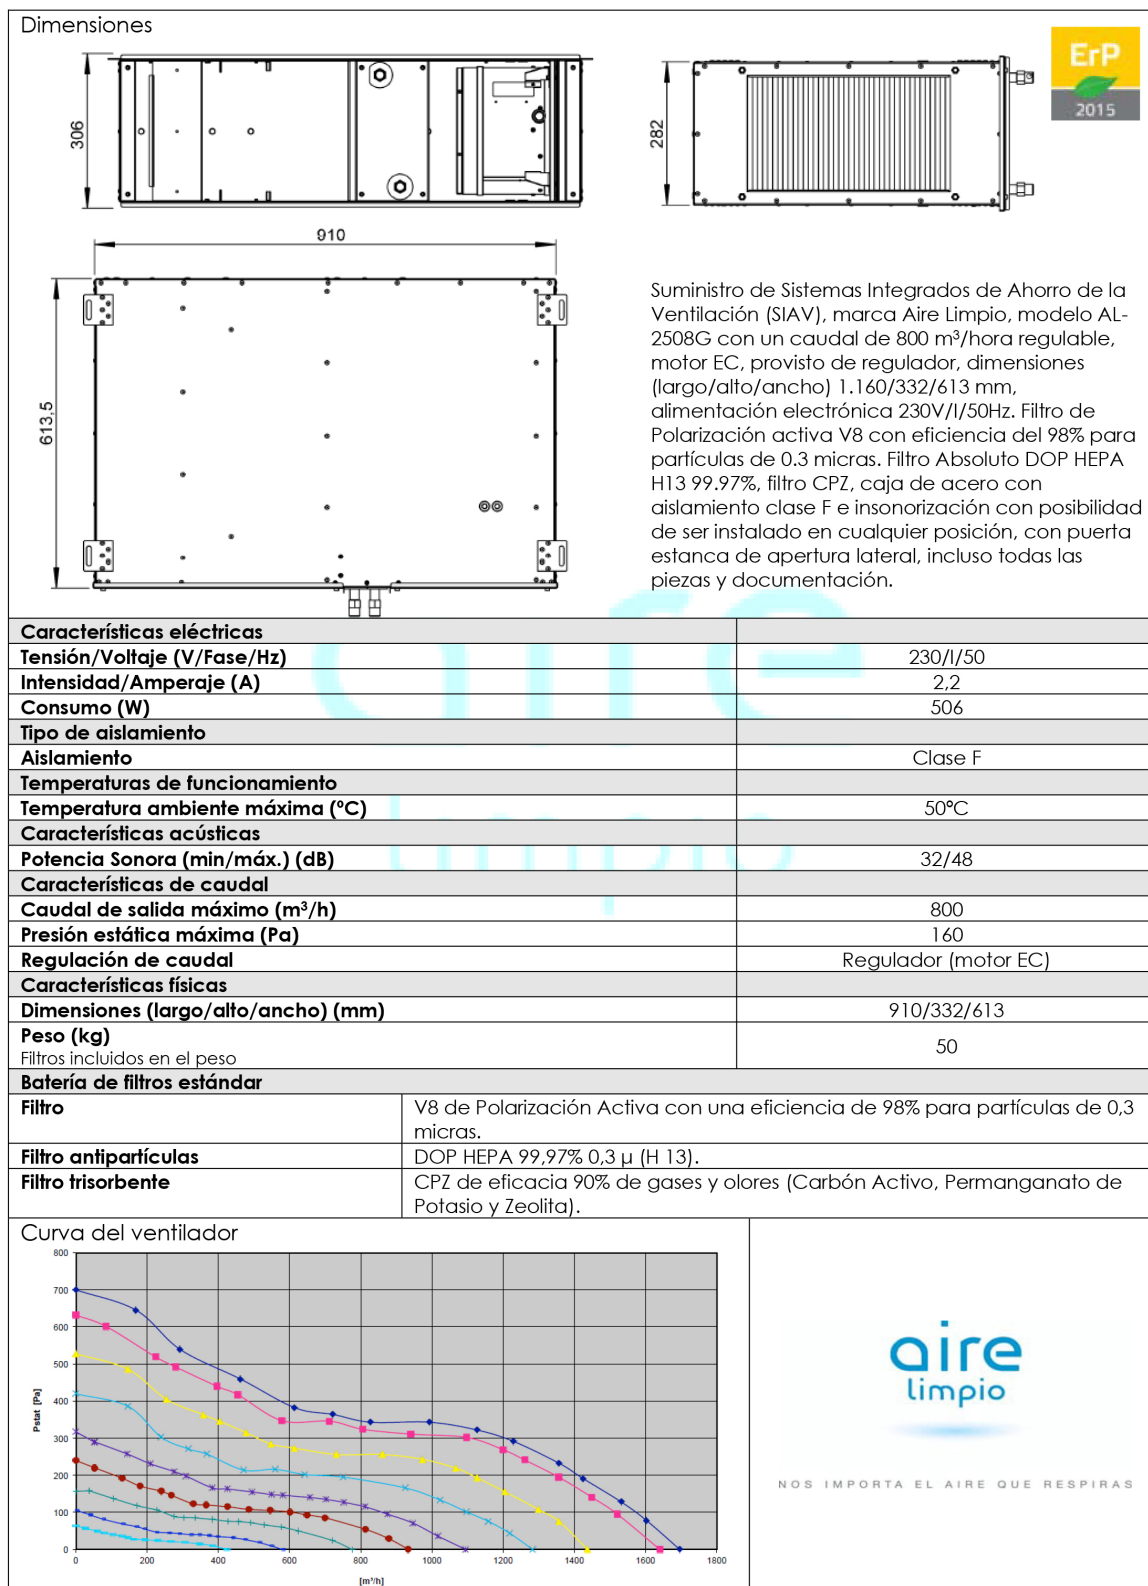 Dimensiones
306
282
ErP
2015
910
613,5
Suministro de Sistemas Integrados de Ahorro de la
Ventilación (SIAV), marca Aire Limpio, modelo AL-
2508G con un caudal de 800 m³/hora regulable,
motor EC, provisto de regulador, dimensiones
(largo/alto/ancho) 1.160/332/613 mm,
alimentación electrónica 230V/I/50Hz. Filtro de
Polarización activa V8 con eficiencia del 98% para
partículas de 0.3 micras. Filtro Absoluto DOP HEPA
H13 99.97%, filtro CPZ, caja de acero con
aislamiento clase F e insonorización con posibilidad
de ser instalado en cualquier posición, con puerta
estanca de apertura lateral, incluso todas las
piezas y documentación.
aire
limpio
Características eléctricas
Tensión/Voltaje (V/Fase/Hz) 230/I/50
Intensidad/Amperaje (A) 2,2
Consumo (W) 506
Tipo de aislamiento
Aislamiento Clase F
Temperaturas de funcionamiento
Temperatura ambiente máxima (ºC) 50ºC
Características acústicas
Potencia Sonora (min/máx.) (dB) 32/48
Características de caudal
Caudal de salida máximo (m³/h) 800
Presión estática máxima (Pa) 160
Regulación de caudal Regulador (motor EC)
Características físicas
Dimensiones (largo/alto/ancho) (mm) 910/332/613
Peso (kg)
Filtros incluidos en el peso 50
Batería de filtros estándar
Filtro V8 de Polarización Activa con una eficiencia de 98% para partículas de 0,3
micras.
Filtro antipartículas DOP HEPA 99,97% 0,3 µ (H 13).
Filtro trisorbente CPZ de eficacia 90% de gases y olores (Carbón Activo, Permanganato de
Potasio y Zeolita).
Curva del ventilador
800
700
600
500
400
300
200
100
0
Pstat [Pa]
0 200 400 600 800 1000 1200 1400 1600 1800
[m³/h]
aire
limpio
NOS IMPORTA EL AIRE QUE RESPIRAS